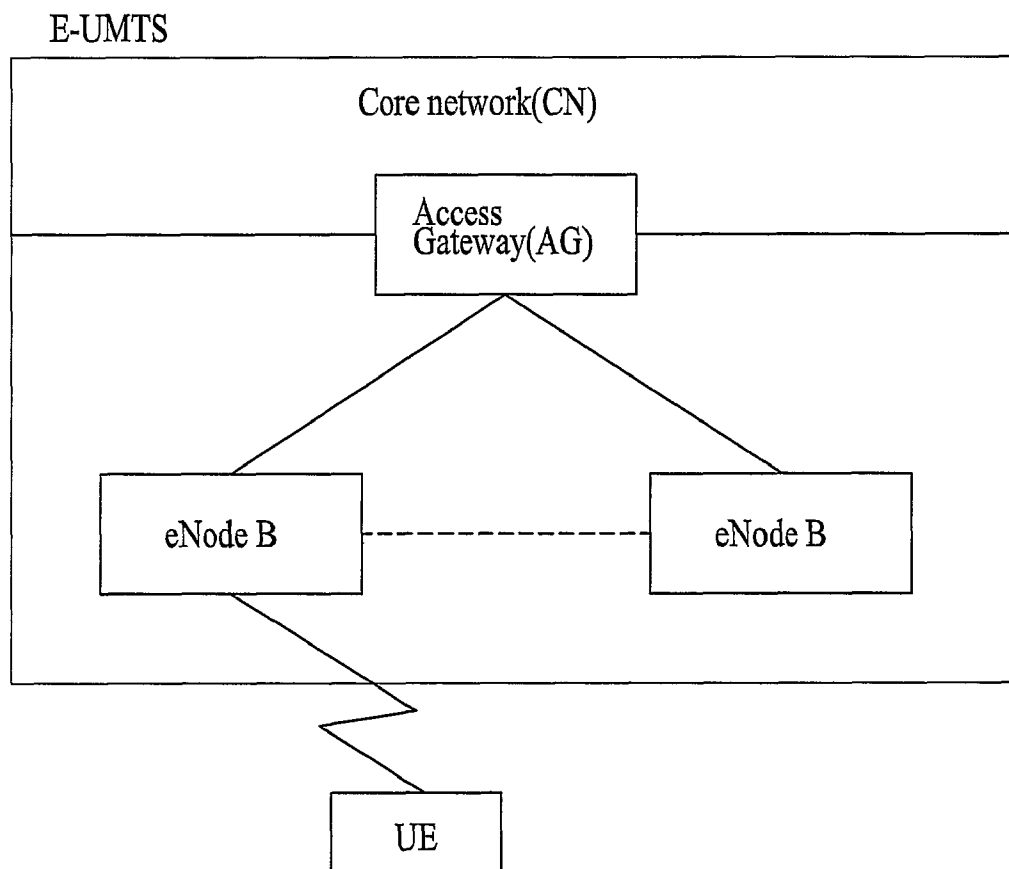 E-UMTS
Core network(CN)
Access
Gateway(AG)
eNode B
eNode B
UE